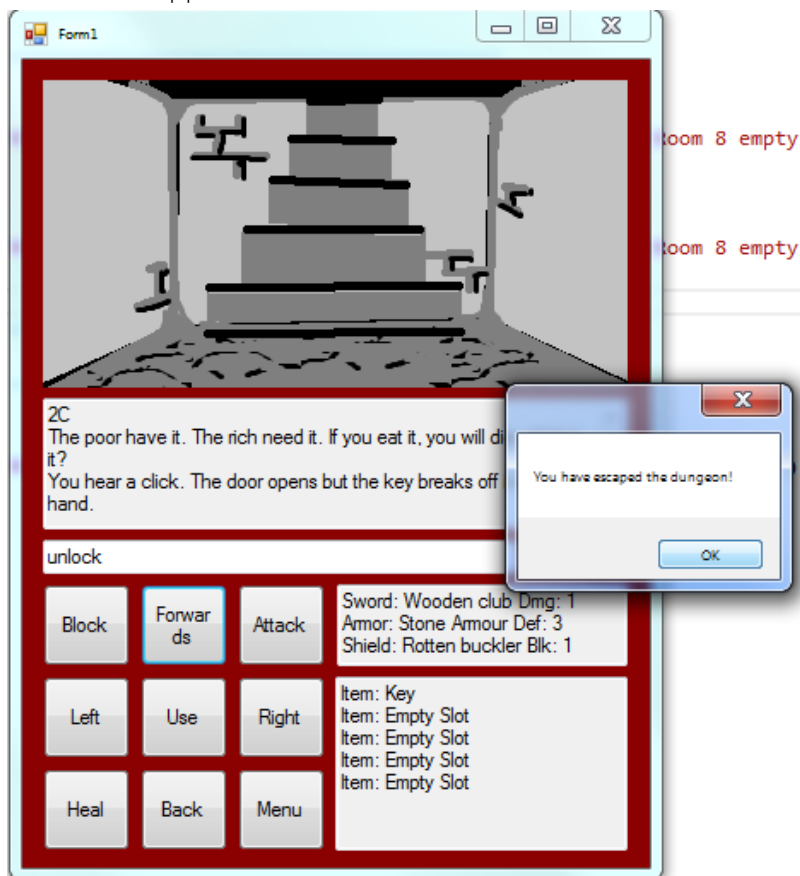 Form1
Room 8 empty
Room 8 empty
2C
The poor have it. The rich need it. If you eat it, you will
it?
You hear a click. The door opens but the key breaks off
hand.
You have escaped the dungeon!
OK
unlock
Block
Forwar
ds
Attack
Sword: Wooden club Dmg: 1
Armor: Stone Armour Def: 3
Shield: Rotten buckler Blk: 1
Left
Use
Right
Item: Key
Item: Empty Slot
Item: Empty Slot
Item: Empty Slot
Item: Empty Slot
Heal
Back
Menu